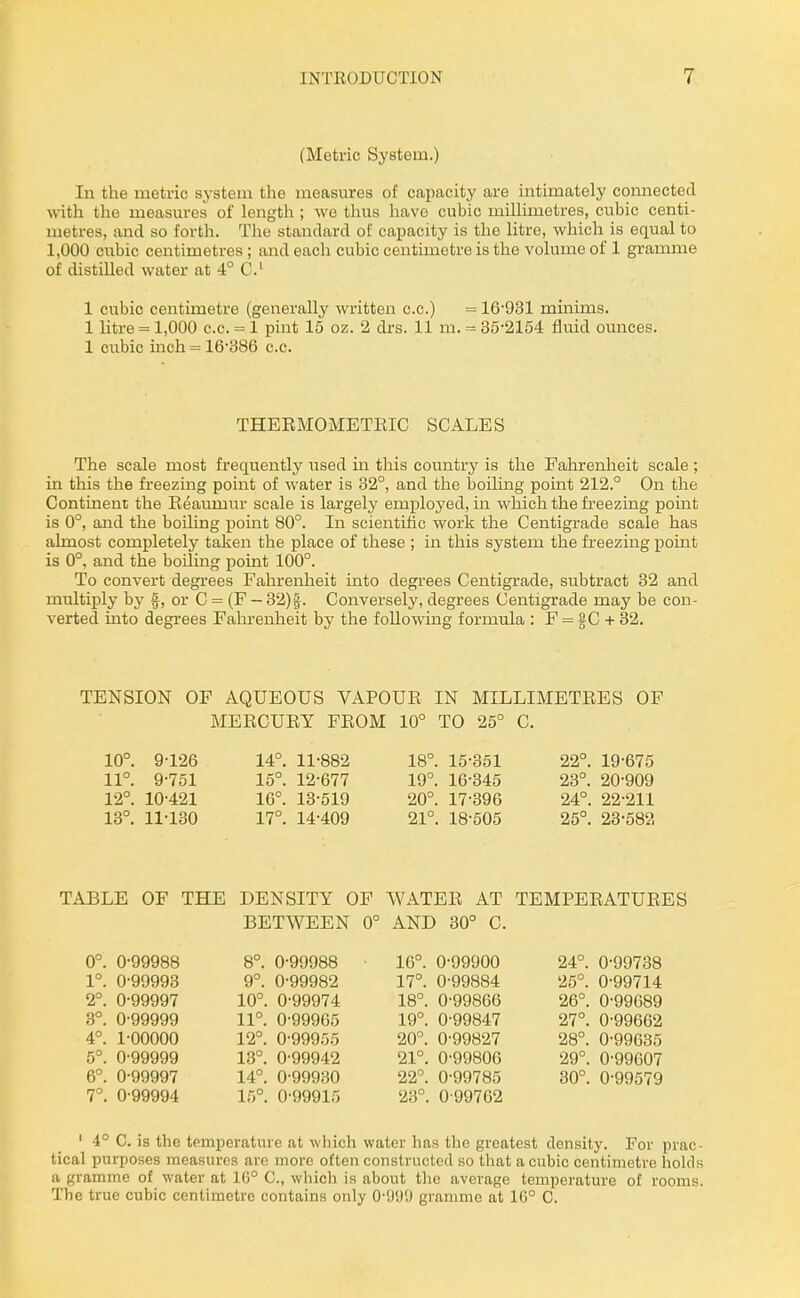 INTRODUCTION 7
(Metric System.)
In the metric system the measures of capacity are intimately connected
with the measures of length ; we thus have cubic millimetres, cubic centi-
metres, and so forth. The standard of capacity is the litre, which is equal to
1,000 cubic centimetres ; and each cubic centimetre is the volume of 1 gramme
of distilled water at 4° C.¹
1 cubic centimetre (generally written c.c.) = 16·931 minims.
1 litre = 1,000 c.c. = 1 pint 15 oz. 2 drs. 11 m. = 35·2154 fluid ounces.
1 cubic inch = 16·386 c.c.
THERMOMETRIC SCALES
The scale most frequently used in this country is the Fahrenheit scale ;
in this the freezing point of water is 32°, and the boiling point 212.° On the
Continent the Réaumur scale is largely employed, in which the freezing point
is 0°, and the boiling point 80°. In scientific work the Centigrade scale has
almost completely taken the place of these ; in this system the freezing point
is 0°, and the boiling point 100°.
To convert degrees Fahrenheit into degrees Centigrade, subtract 32 and
multiply by 5/9, or C = (F − 32)5/9. Conversely, degrees Centigrade may be con-
verted into degrees Fahrenheit by the following formula : F = 9/5C + 32.
TENSION OF AQUEOUS VAPOUR IN MILLIMETRES OF
MERCURY FROM 10° TO 25° C.
10°. 9·126 14°. 11·882 18°. 15·351 22°. 19·675
11°. 9·751 15°. 12·677 19°. 16·345 23°. 20·909
12°. 10·421 16°. 13·519 20°. 17·396 24°. 22·211
13°. 11·130 17°. 14·409 21°. 18·505 25°. 23·582
TABLE OF THE DENSITY OF WATER AT TEMPERATURES
BETWEEN 0° AND 30° C.
0°. 0·99988 8°. 0·99988 16°. 0·99900 24°. 0·99738
1°. 0·99993 9°. 0·99982 17°. 0·99884 25°. 0·99714
2°. 0·99997 10°. 0·99974 18°. 0·99866 26°. 0·99689
3°. 0·99999 11°. 0·99965 19°. 0·99847 27°. 0·99662
4°. 1·00000 12°. 0·99955 20°. 0·99827 28°. 0·99635
5°. 0·99999 13°. 0·99942 21°. 0·99806 29°. 0·99607
6°. 0·99997 14°. 0·99930 22°. 0·99785 30°. 0·99579
7°. 0·99994 15°. 0·99915 23°. 0·99762
¹ 4° C. is the temperature at which water has the greatest density. For prac-
tical purposes measures are more often constructed so that a cubic centimetre holds
a gramme of water at 16° C., which is about the average temperature of rooms.
The true cubic centimetre contains only 0·999 gramme at 16° C.